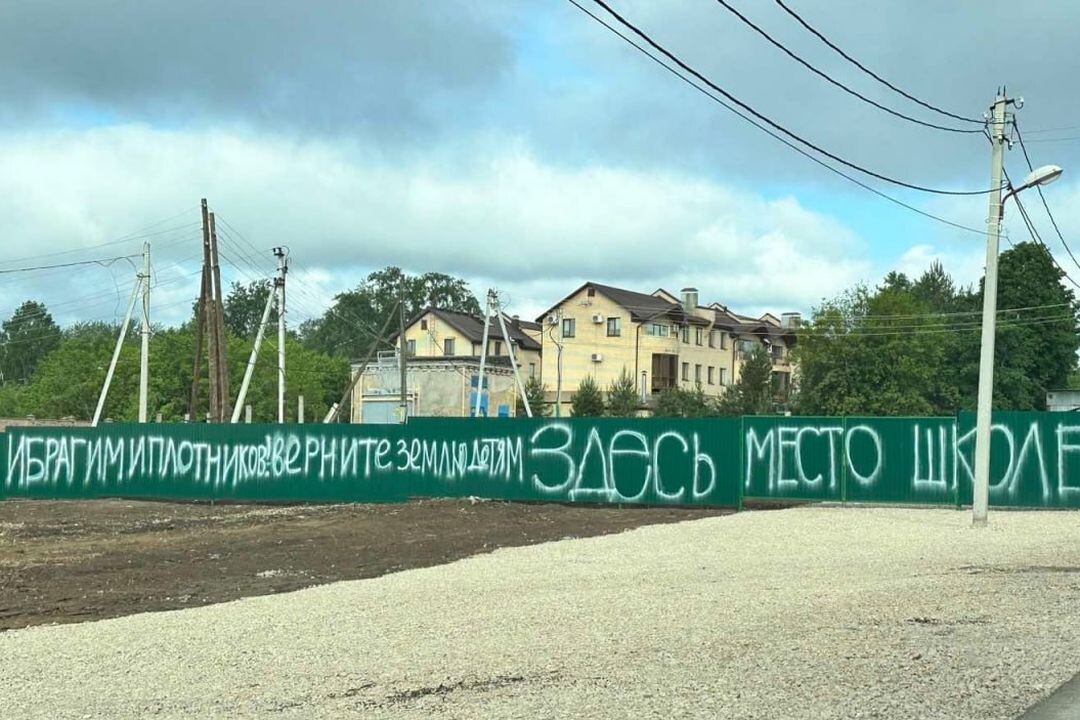 ИБРАГИМ И ПЛОТНИКОВ! ВЕРНИТЕ ЗЕМЛЮ ДЕТЯМ ЗДЕСЬ МЕСТО ШКОЛЕ